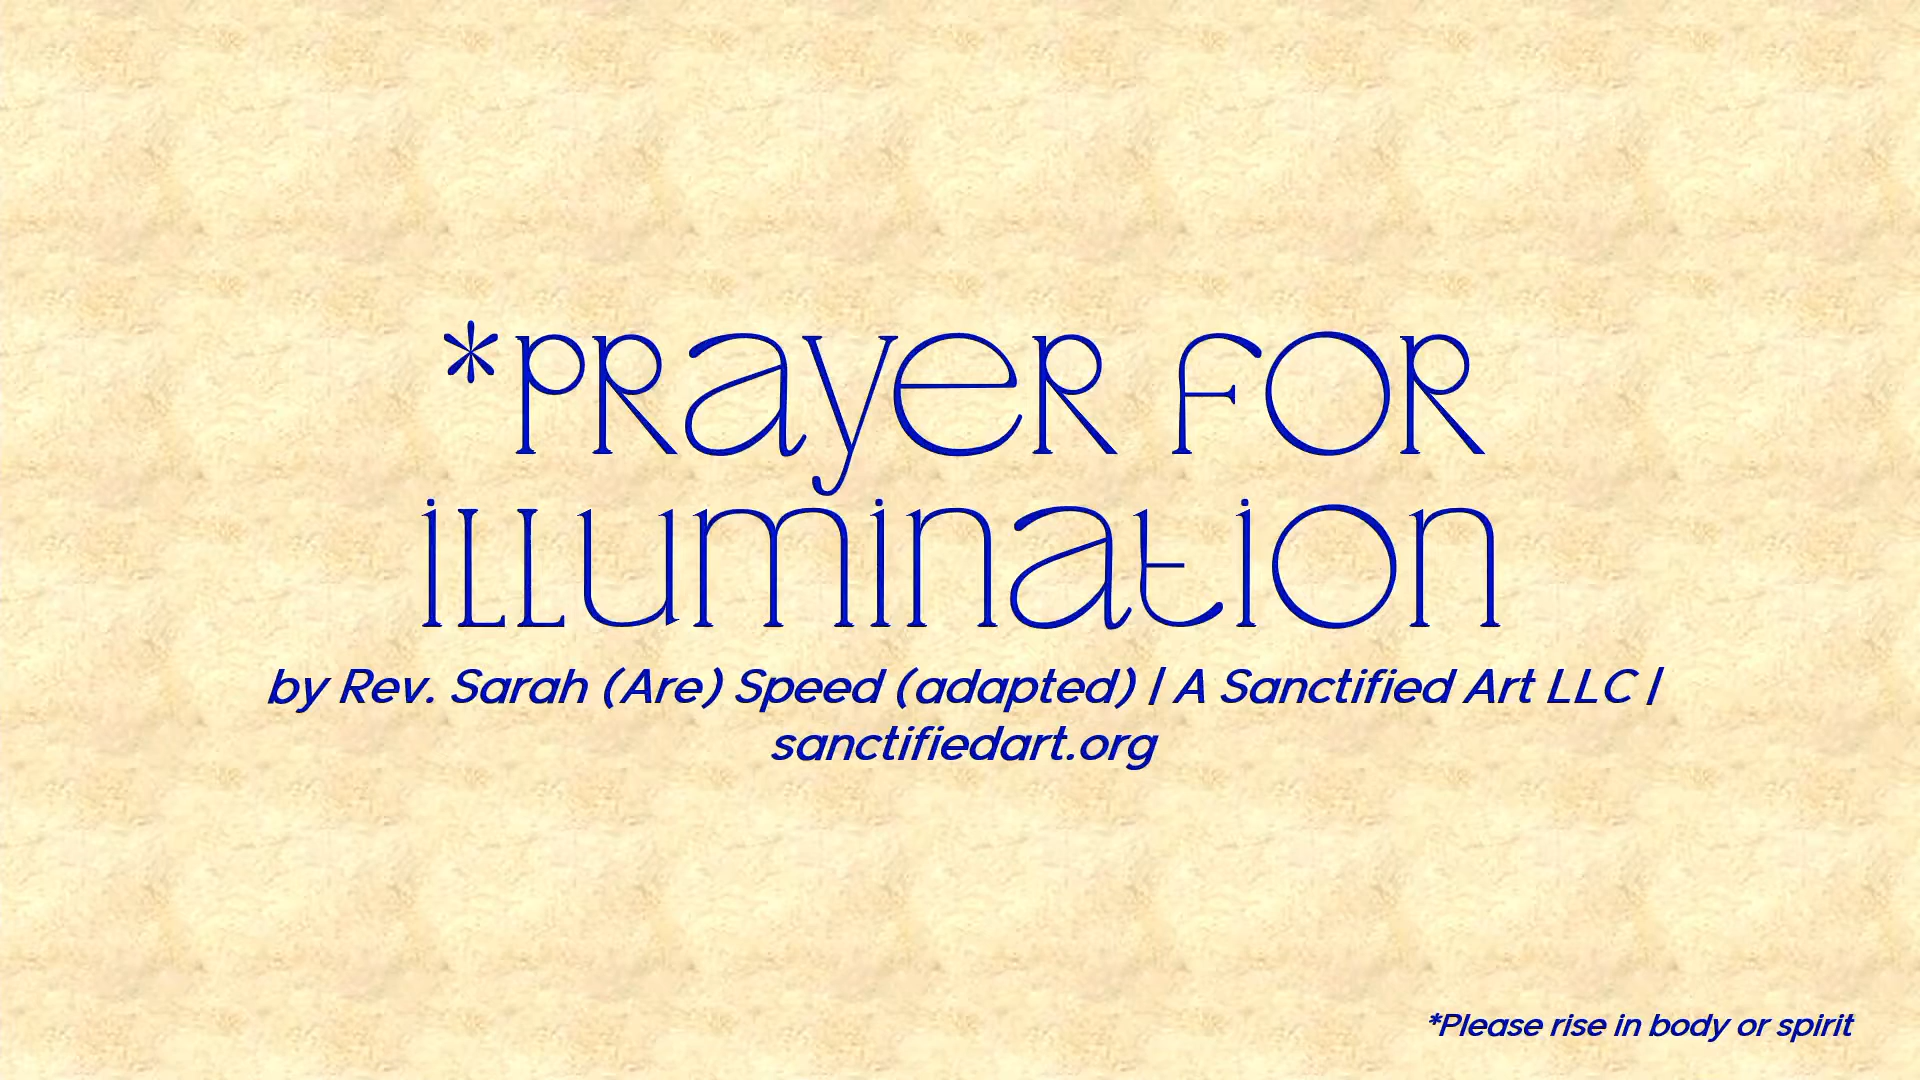 *Prayer for
Illumination
by Rev. Sarah (Are) Speed (adapted) | A Sanctified Art LLC |
sanctifiedart.org
*Please rise in body or spirit